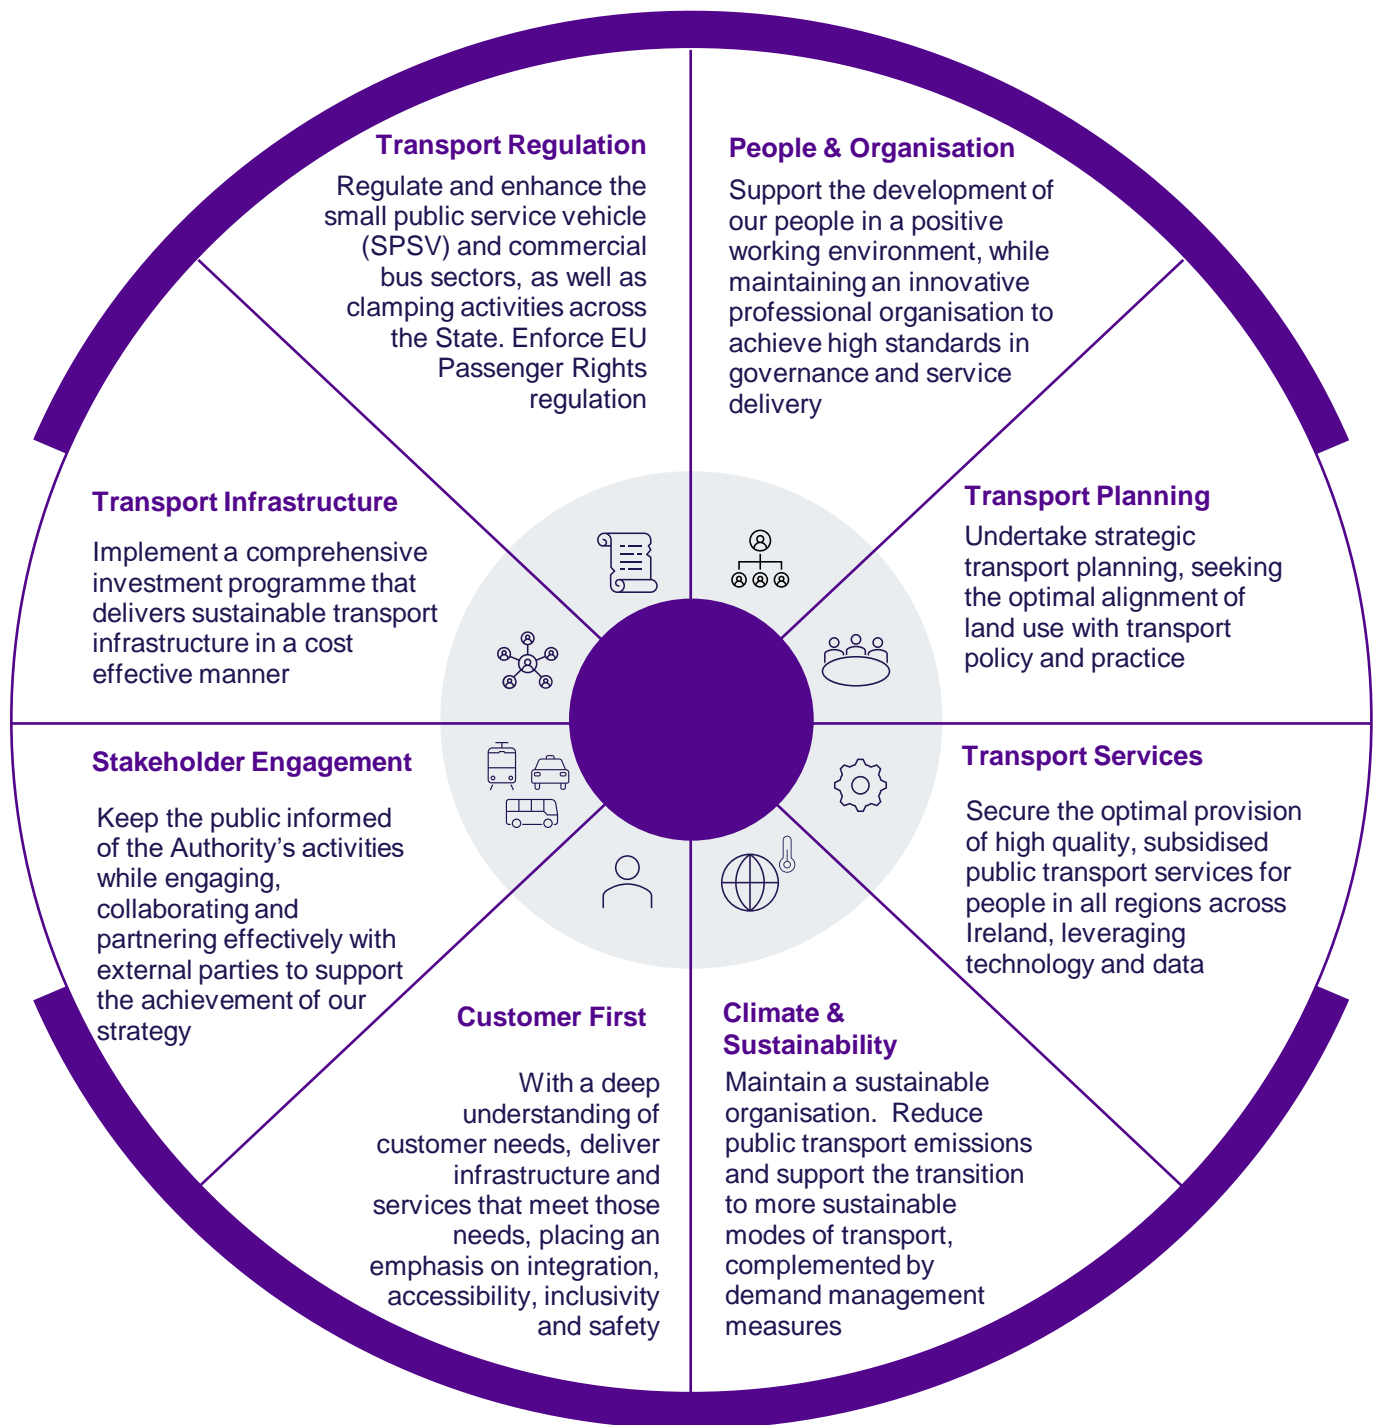 Transport Regulation
Regulate and enhance the
small public service vehicle
(SPSV) and commercial
bus sectors, as well as
clamping activities across
the State. Enforce EU
Passenger Rights
regulation
People & Organisation
Support the development of
our people in a positive
working environment, while
maintaining an innovative
professional organisation to
achieve high standards in
governance and service
delivery
Transport Infrastructure
Implement a comprehensive
investment programme that
delivers sustainable transport
infrastructure in a cost
effective manner
Transport Planning
Undertake strategic
transport planning, seeking
the optimal alignment of
land use with transport
policy and practice
Stakeholder Engagement
Keep the public informed
of the Authority’s activities
while engaging,
collaborating and
partnering effectively with
external parties to support
the achievement of our
strategy
Transport Services
Secure the optimal provision
of high quality, subsidised
public transport services for
people in all regions across
Ireland, leveraging
technology and data
Customer First
With a deep
understanding of
customer needs, deliver
infrastructure and
services that meet those
needs, placing an
emphasis on integration,
accessibility, inclusivity
and safety
Climate &
Sustainability
Maintain a sustainable
organisation. Reduce
public transport emissions
and support the transition
to more sustainable
modes of transport,
complemented by
demand management
measures